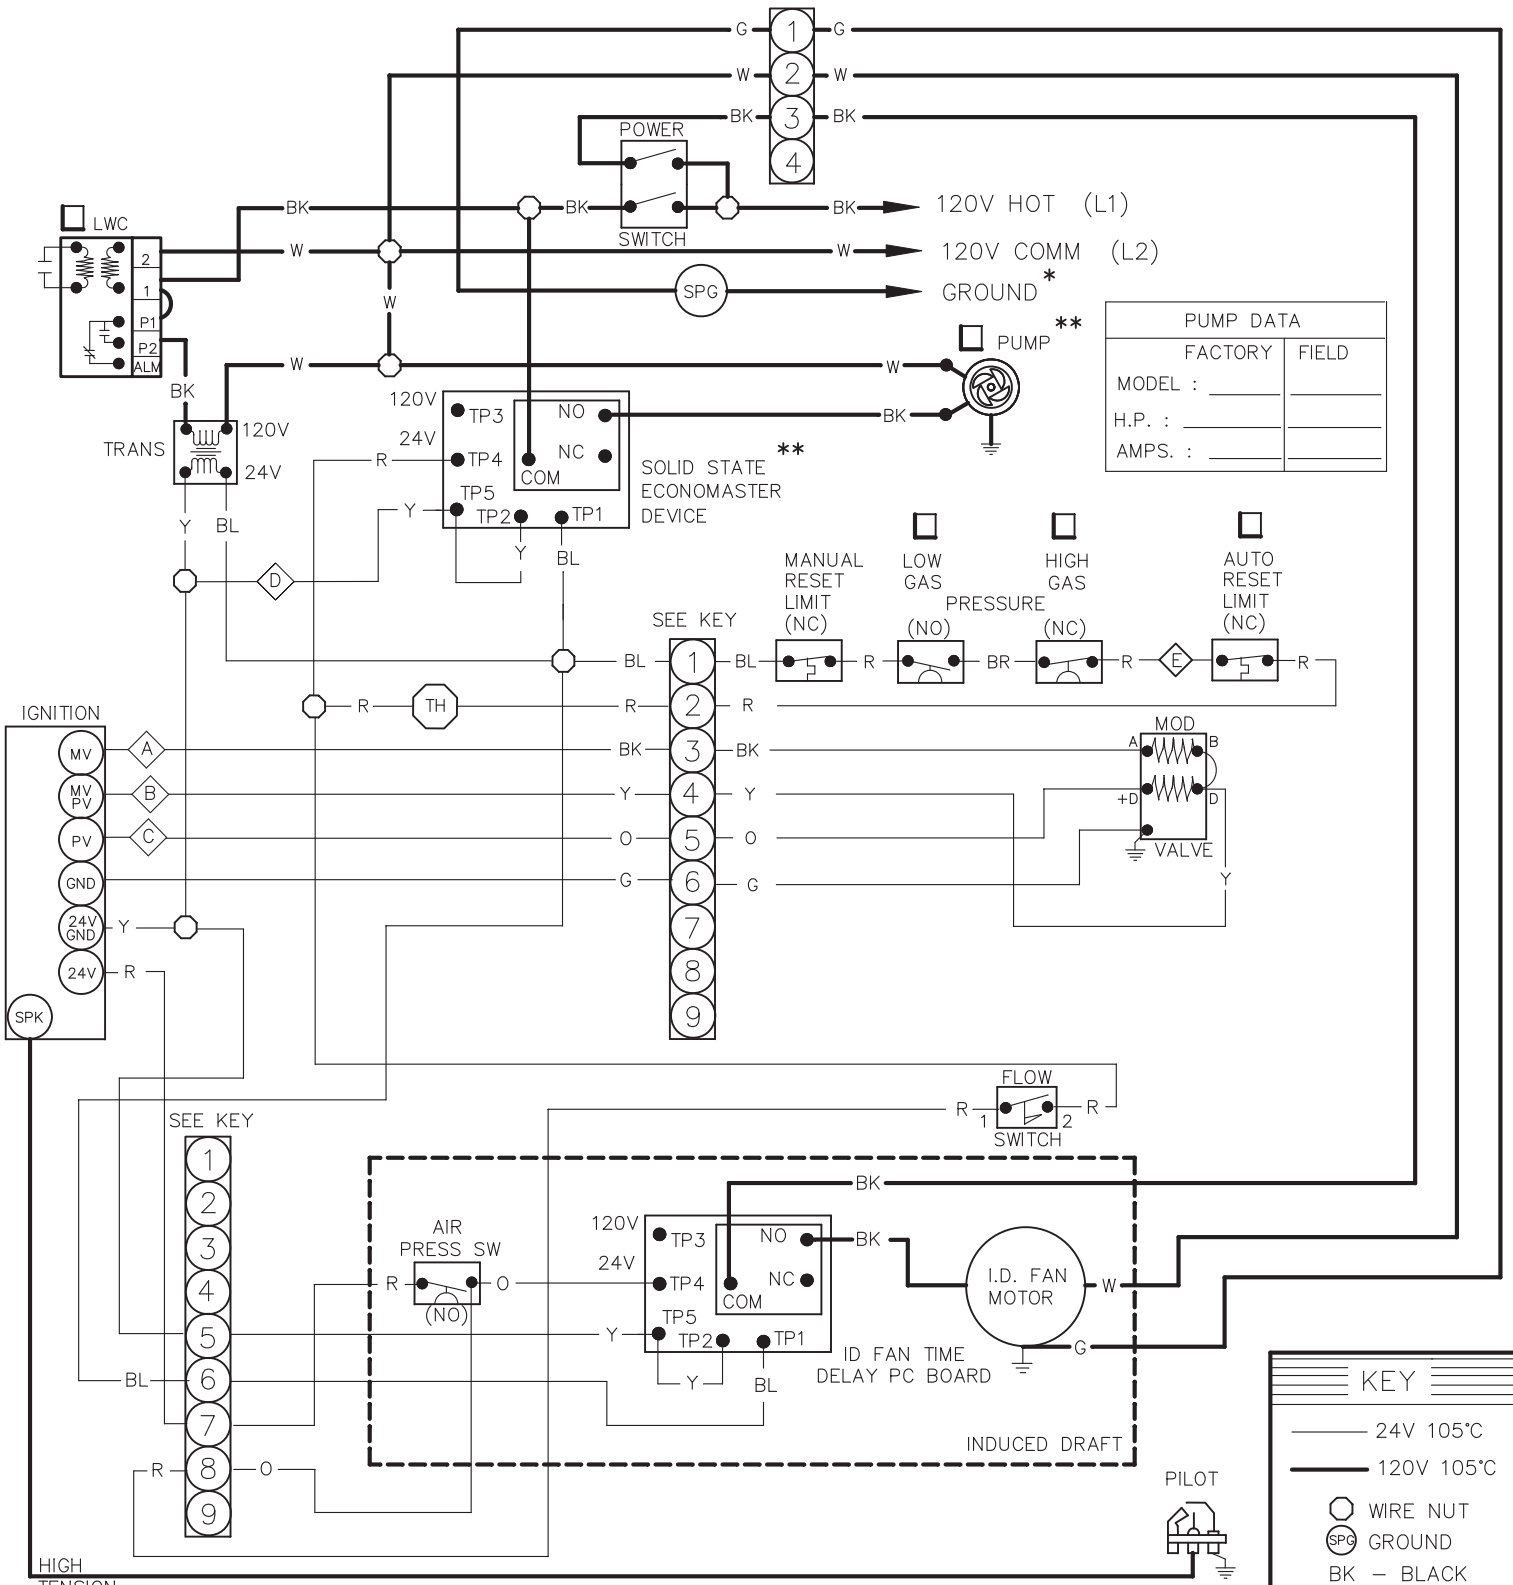 G 1 G
W 2 W
BK 3 BK
4
POWER
SWITCH
BK BK BK 120V HOT (L1)
LWC
W W 120V COMM (L2)
SPG GROUND *
2
1
P1
P2
ALM
W
PUMP **
PUMP DATA
FACTORY FIELD
MODEL :
H.P. :
AMPS. :
W W
BK
BK
TRANS
120V
24V
120V
24V
TP3
TP4
TP5
TP2
TP1
NO
NC
COM
R
Y
Y
BL
SOLID STATE **
ECONOMASTER
DEVICE
Y BL
D
MANUAL
RESET
LIMIT
(NC)
LOW
GAS
HIGH
GAS
PRESSURE
(NO)
(NC)
AUTO
RESET
LIMIT
(NC)
SEE KEY
BL 1 BL R BR R E R
R TH R 2 R
IGNITION
MV A BK 3 BK
MV
PV B Y 4 Y
PV C O 5 O
GND G 6 G
24V
GND Y 7
24V R 8
SPK 9
MOD
A B
+D D
VALVE
Y
FLOW
R 1 2 R
SWITCH
SEE KEY
1
2
3
4
5
BL 6
7
R 8 O
9
AIR
PRESS SW
R O
(NO)
BK
120V
24V
TP3
TP4
TP5
TP2
TP1
NO
NC
COM
BK
Y
Y
BL
I.D. FAN
MOTOR
W
G
ID FAN TIME
DELAY PC BOARD
INDUCED DRAFT
KEY
24V 105°C
120V 105°C
WIRE NUT
SPG GROUND
BK – BLACK
PILOT
HIGH
TENSION